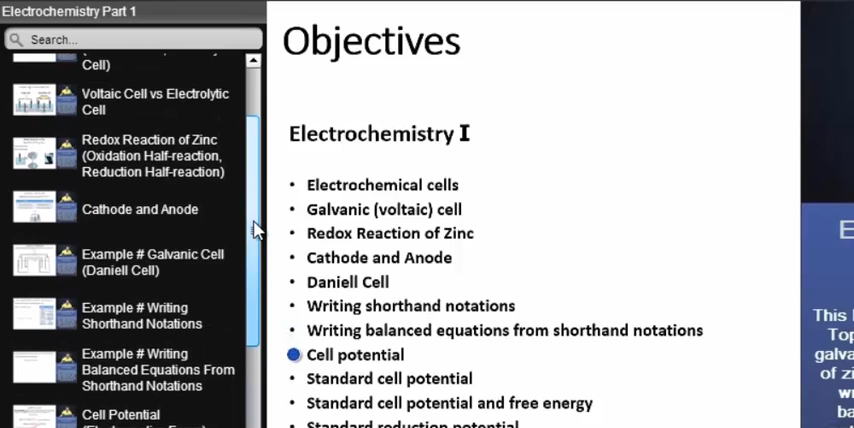 Electrochemistry Part 1
Search...
Cell)
Voltaic Cell vs Electrolytic
Cell
Redox Reaction of Zinc
(Oxidation Half-reaction,
Reduction Half-reaction)
Cathode and Anode
Example # Galvanic Cell
(Daniell Cell)
Example # Writing
Shorthand Notations
Example # Writing
Balanced Equations From
Shorthand Notations
Cell Potential
Objectives
Electrochemistry I
• Electrochemical cells
• Galvanic (voltaic) cell
• Redox Reaction of Zinc
• Cathode and Anode
• Daniell Cell
• Writing shorthand notations
• Writing balanced equations from shorthand notations
Cell potential
• Standard cell potential
• Standard cell potential and free energy
• Standard reduction potential
E
This
Top
galva
of zi
w
ba